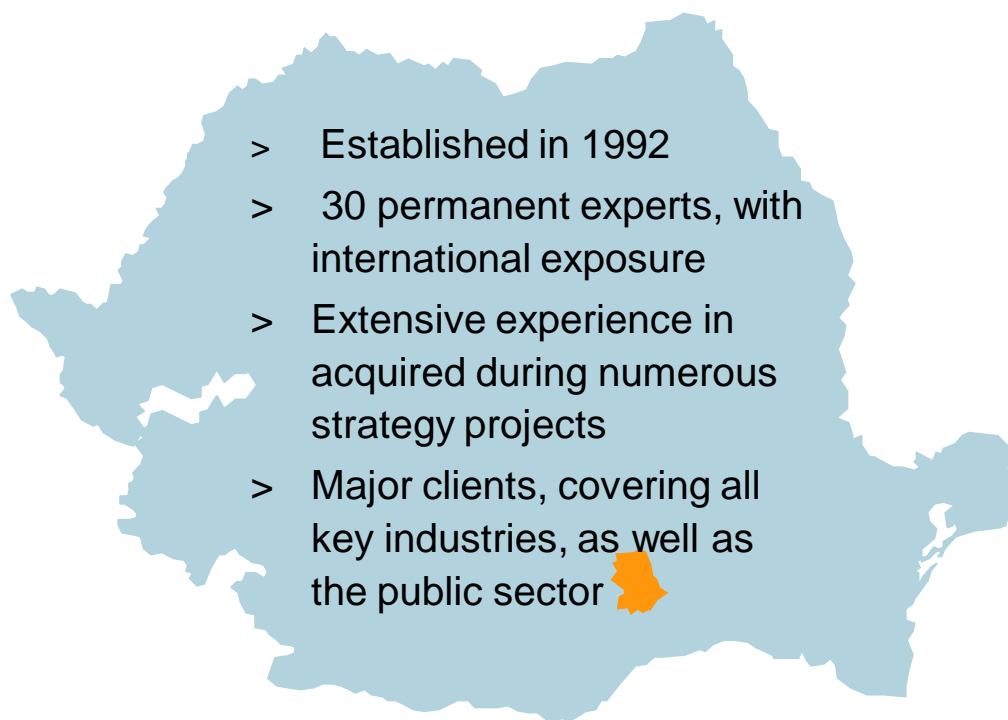 > Established in 1992
> 30 permanent experts, with
international exposure
> Extensive experience in
acquired during numerous
strategy projects
> Major clients, covering all
key industries, as well as
the public sector